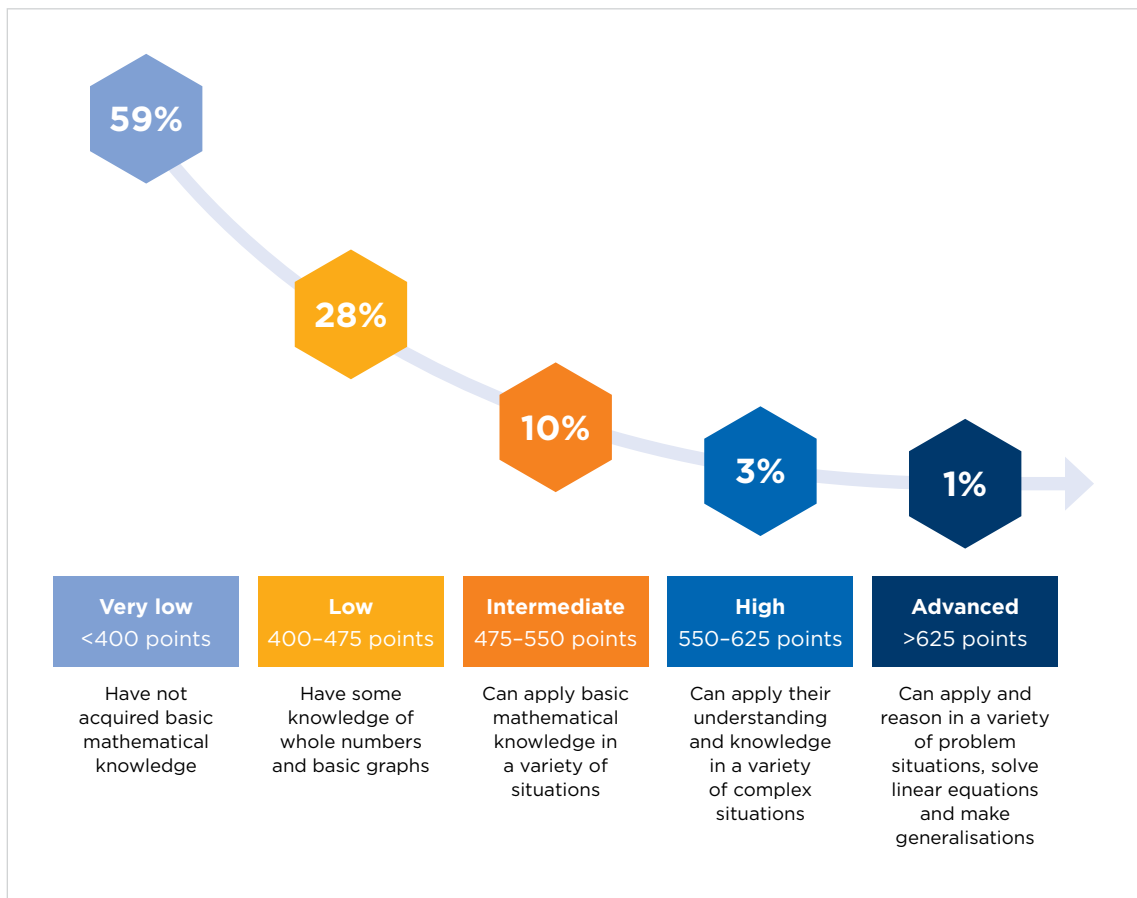 59%
28%
10%
3%
1%
Very low
<400 points
Have not
acquired basic
mathematical
knowledge
Low
400–475 points
Have some
knowledge of
whole numbers
and basic graphs
Intermediate
475–550 points
Can apply basic
mathematical
knowledge in
a variety of
situations
High
550–625 points
Can apply their
understanding
and knowledge
in a variety
of complex
situations
Advanced
>625 points
Can apply and
reason in a variety
of problem
situations, solve
linear equations
and make
generalisations